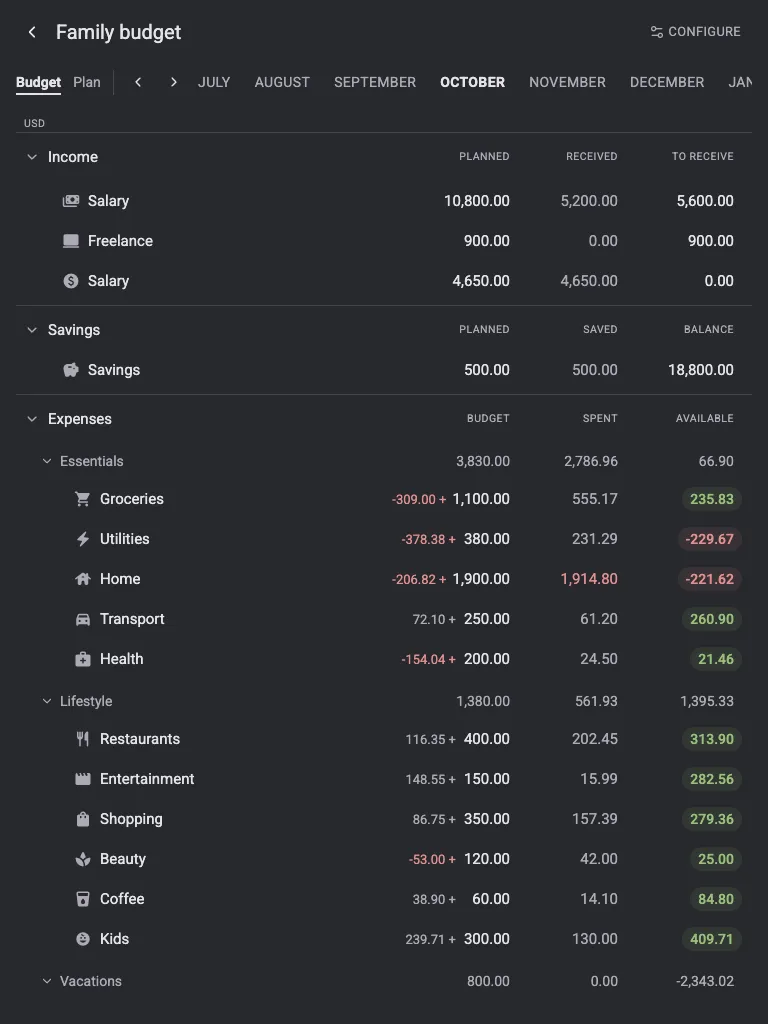 Family budget CONFIGURE
Budget Plan JULY AUGUST SEPTEMBER OCTOBER NOVEMBER DECEMBER JAN
USD
Income PLANNED RECEIVED TO RECEIVE
Salary 10,800.00 5,200.00 5,600.00
Freelance 900.00 0.00 900.00
Salary 4,650.00 4,650.00 0.00
Savings PLANNED SAVED BALANCE
Savings 500.00 500.00 18,800.00
Expenses BUDGET SPENT AVAILABLE
Essentials 3,830.00 2,786.96 66.90
Groceries -309.00 + 1,100.00 555.17 235.83
Utilities -378.38 + 380.00 231.29 -229.67
Home -206.82 + 1,900.00 1,914.80 -221.62
Transport 72.10 + 250.00 61.20 260.90
Health -154.04 + 200.00 24.50 21.46
Lifestyle 1,380.00 561.93 1,395.33
Restaurants 116.35 + 400.00 202.45 313.90
Entertainment 148.55 + 150.00 15.99 282.56
Shopping 86.75 + 350.00 157.39 279.36
Beauty -53.00 + 120.00 42.00 25.00
Coffee 38.90 + 60.00 14.10 84.80
Kids 239.71 + 300.00 130.00 409.71
Vacations 800.00 0.00 -2,343.02